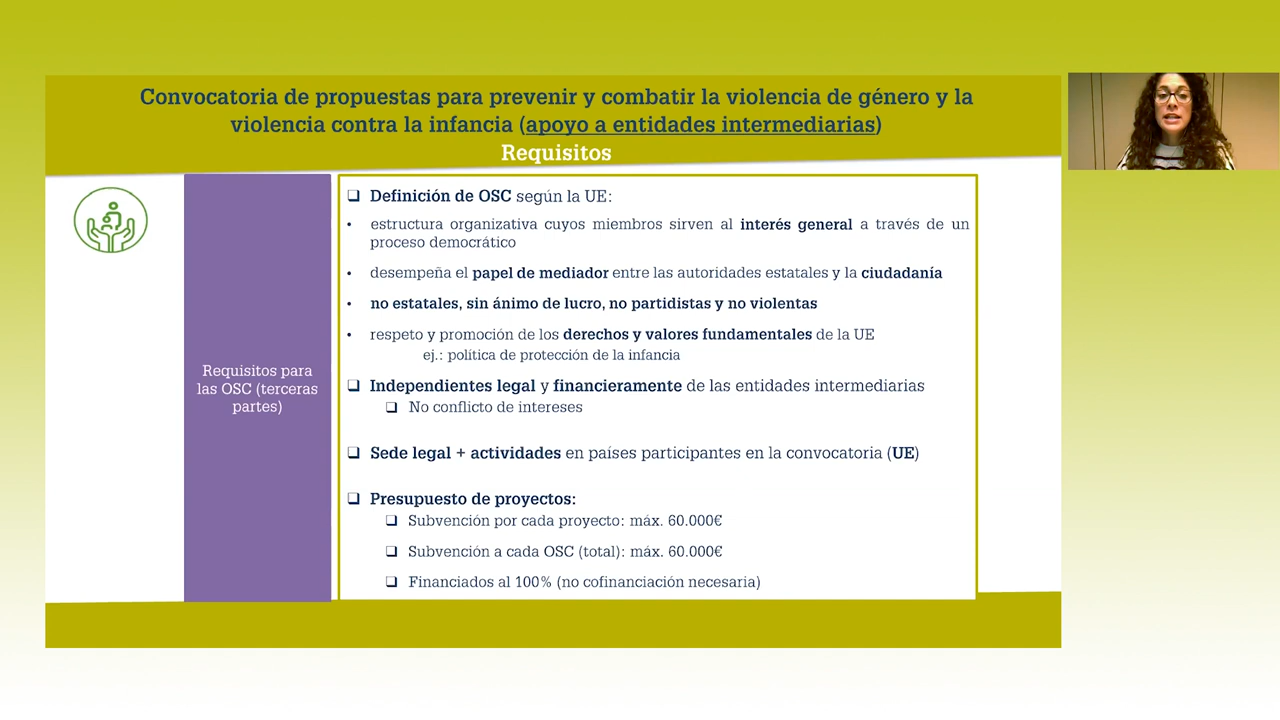 Convocatoria de propuestas para prevenir y combatir la violencia de género y la
violencia contra la infancia (apoyo a entidades intermediarias)
Requisitos
Requisitos para
las OSC (terceras
partes)
❑ Definición de OSC según la UE:
• estructura organizativa cuyos miembros sirven al interés general a través de un
proceso democrático
• desempeña el papel de mediador entre las autoridades estatales y la ciudadanía
• no estatales, sin ánimo de lucro, no partidistas y no violentas
• respeto y promoción de los derechos y valores fundamentales de la UE
ej.: política de protección de la infancia
❑ Independientes legal y financieramente de las entidades intermediarias
❑ No conflicto de intereses
❑ Sede legal + actividades en países participantes en la convocatoria (UE)
❑ Presupuesto de proyectos:
❑ Subvención por cada proyecto: máx. 60.000€
❑ Subvención a cada OSC (total): máx. 60.000€
❑ Financiados al 100% (no cofinanciación necesaria)